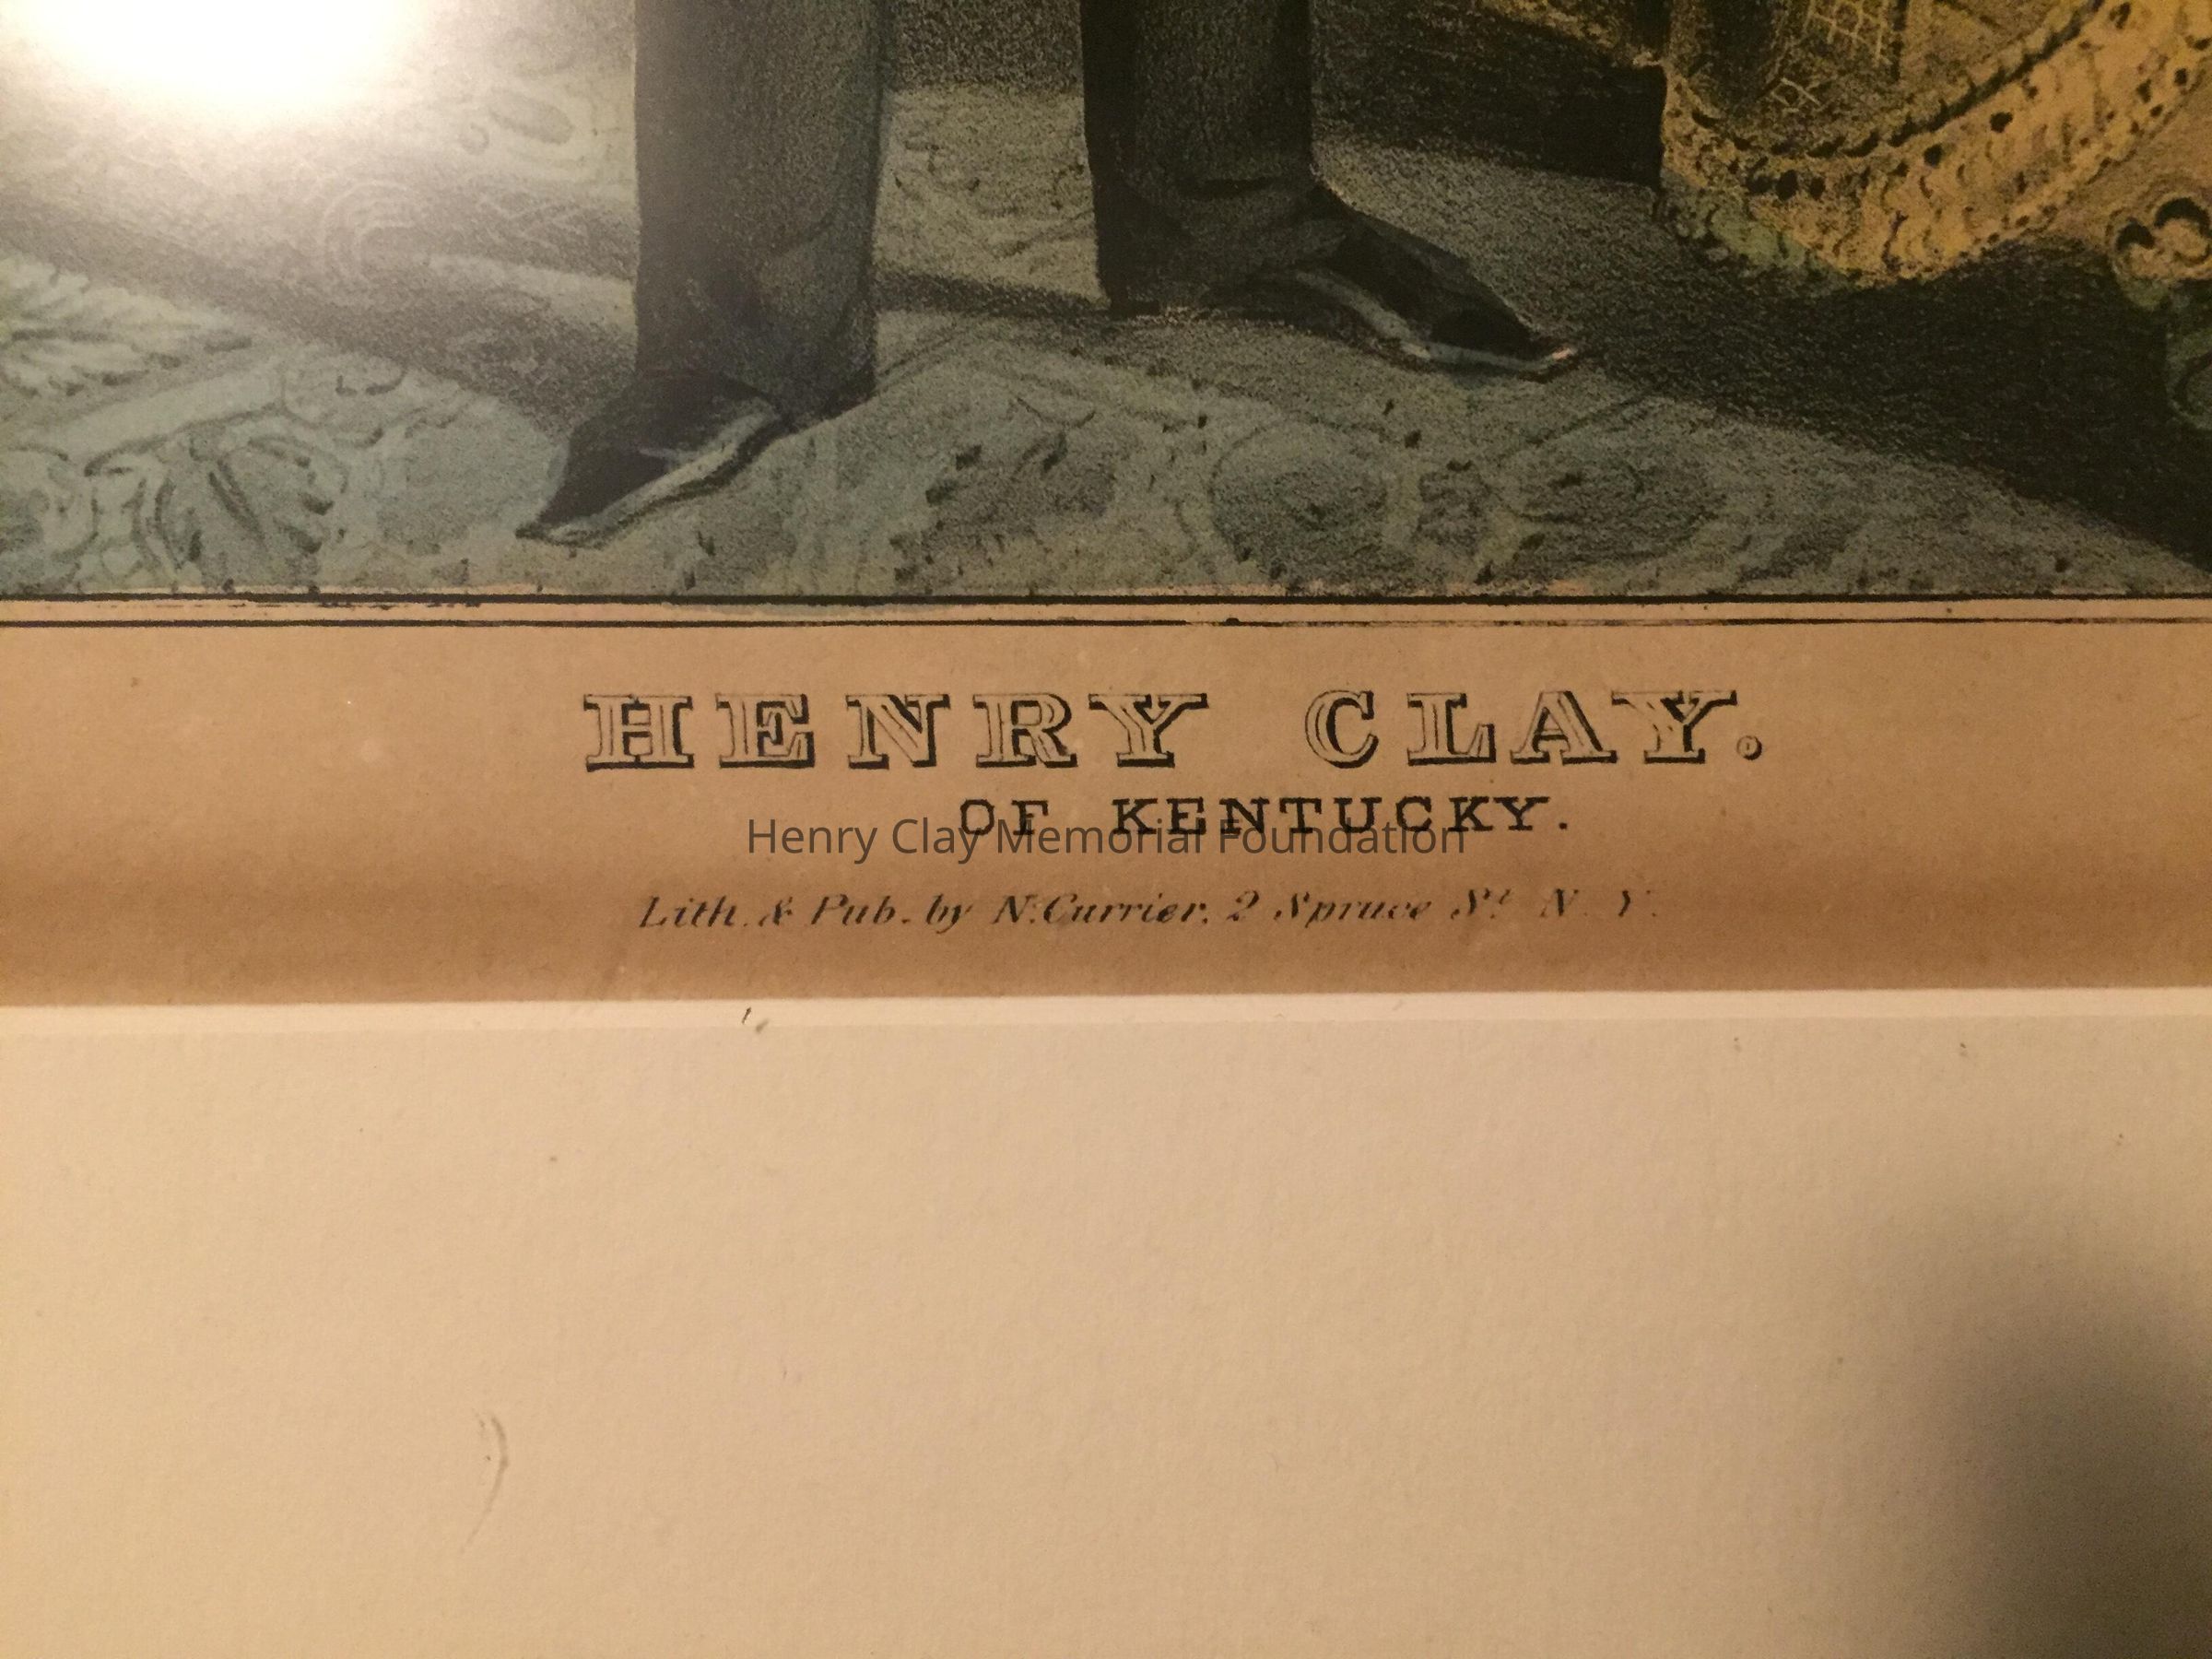 HENRY CLAY.
OF KENTUCKY.
Henry Clay Memorial Foundation
Lith. & Pub. by N. Currier, 2 Spruce St. N. Y.